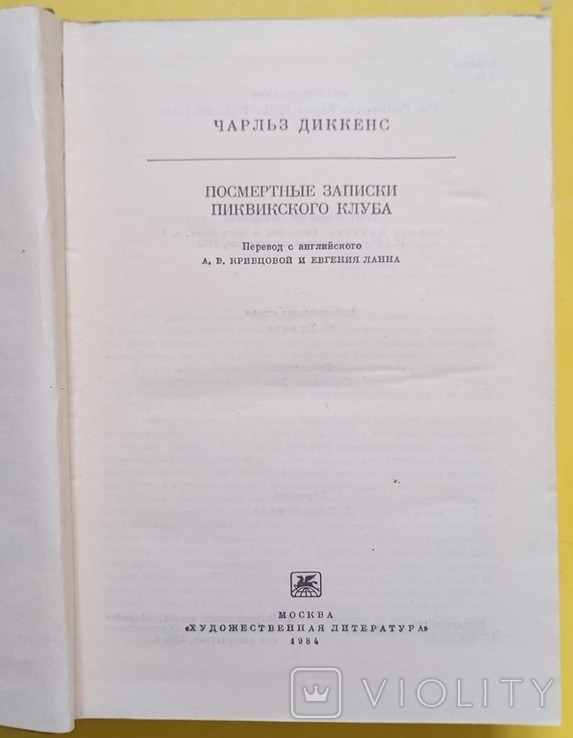 ЧАРЛЬЗ ДИККЕНС
ПОСМЕРТНЫЕ ЗАПИСКИ
ПИКВИКСКОГО КЛУБА
Перевод с английского
А. В. КРИВЦОВОЙ И ЕВГЕНИЯ ЛАННА
МОСКВА
«ХУДОЖЕСТВЕННАЯ ЛИТЕРАТУРА»
1984
VIOLITY